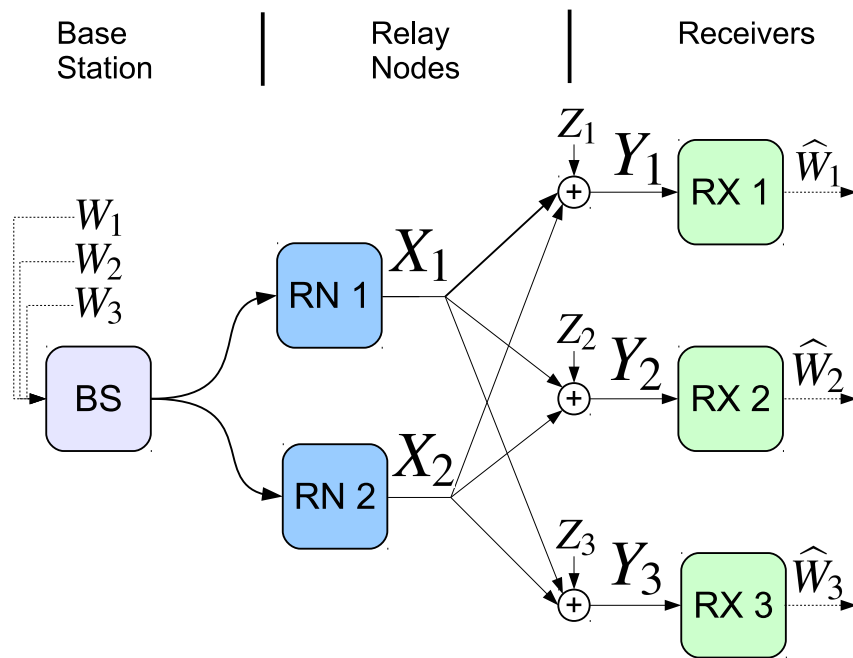 Base
Station
Relay
Nodes
Receivers
Z₁
Y₁
RX 1
Ŵ₁
W₁
W₂
W₃
RN 1
X₁
Z₂
Y₂
RX 2
Ŵ₂
BS
RN 2
X₂
Z₃
Y₃
RX 3
Ŵ₃
+
+
+